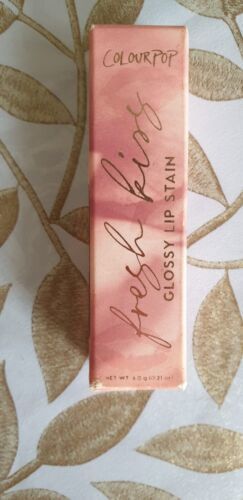 COLOURPOP
fresh kiss
GLOSSY LIP STAIN
NET WT.